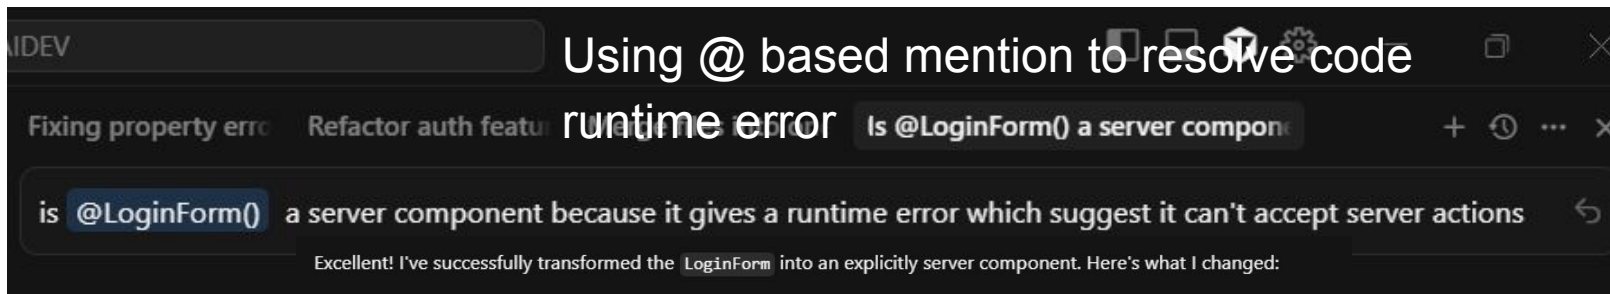 AIDEV
Using @ based mention to resolve code
runtime error
Fixing property erro
Refactor auth featu
Is @LoginForm() a server compone
is @LoginForm() a server component because it gives a runtime error which suggest it can't accept server actions
Excellent! I've successfully transformed the LoginForm into an explicitly server component. Here's what I changed: